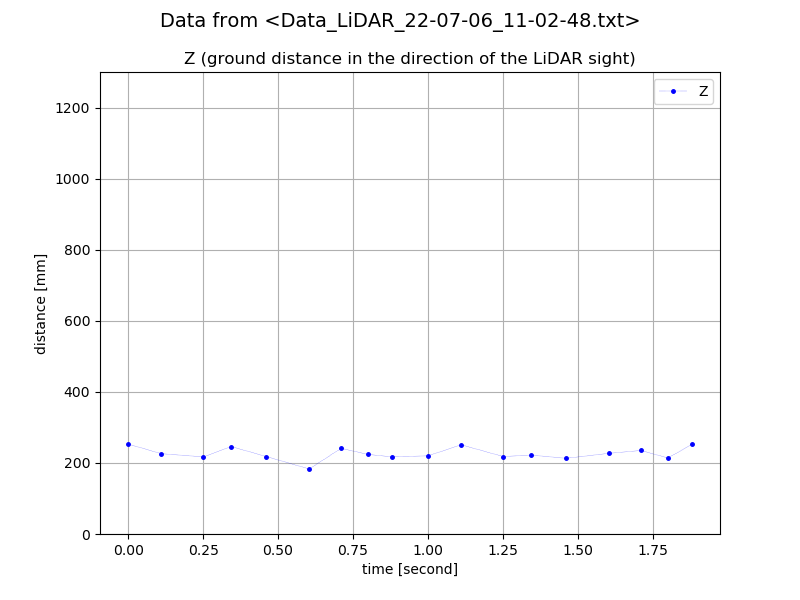 Data from <Data_LiDAR_22-07-06_11-02-48.txt>
Z (ground distance in the direction of the LiDAR sight)
Z
1200
1000
800
600
400
200
0
distance [mm]
0.00 0.25 0.50 0.75 1.00 1.25 1.50 1.75
time [second]